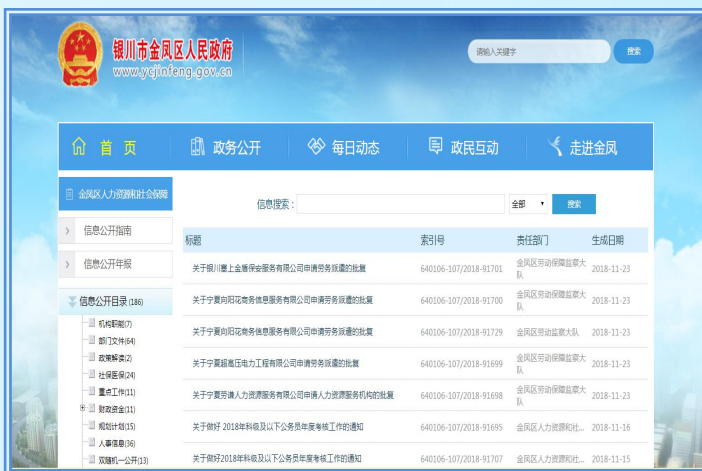 银川市金凤区人民政府
www.ycjinfeng.gov.cn
请输入关键字
搜索
首 页
政务公开
每日动态
政民互动
走进金凤
金凤区人力资源和社会保障
信息公开指南
信息公开年报
信息公开目录 (186)
机构职能(7)
部门文件(64)
政策解读(2)
社保医保(24)
重点工作(11)
财政资金(11)
规划计划(15)
人事信息(36)
双随机一公开(13)
信息搜索：
全部
搜索
标题 索引号 责任部门 生成日期
关于银川塞上金盾保安服务有限公司申请劳务派遣的批复 640106-107/2018-91701 金凤区劳动保障监察大队 2018-11-23
关于宁夏向阳花商务信息服务有限公司申请劳务派遣的批复 640106-107/2018-91700 金凤区劳动保障监察大队 2018-11-23
关于宁夏向阳花商务信息服务有限公司申请劳务派遣的批复 640106-107/2018-91729 金凤区劳动监察大队 2018-11-23
关于宁夏超高压电力工程有限公司申请劳务派遣的批复 640106-107/2018-91699 金凤区劳动保障监察大队 2018-11-23
关于宁夏劳谦人力资源服务有限公司申请人力资源服务机构的批复 640106-107/2018-91698 金凤区劳动保障监察大队 2018-11-23
关于做好 2018年科级及以下公务员年度考核工作的通知 640106-107/2018-91695 金凤区人力资源和社... 2018-11-16
关于做好2018年科级及以下公务员年度考核工作的通知 640106-107/2018-91707 金凤区人力资源和社... 2018-11-15